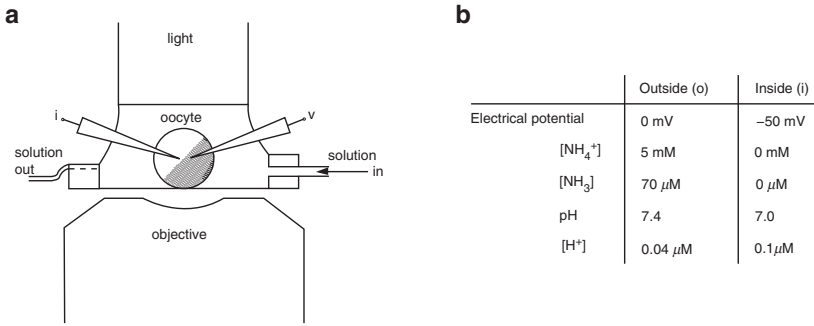 a
light
i
oocyte
v
solution
out
solution
in
objective
b
Outside (o) Inside (i)
Electrical potential 0 mV –50 mV
[NH₄⁺] 5 mM 0 mM
[NH₃] 70 μM 0 μM
pH 7.4 7.0
[H⁺] 0.04 μM 0.1μM